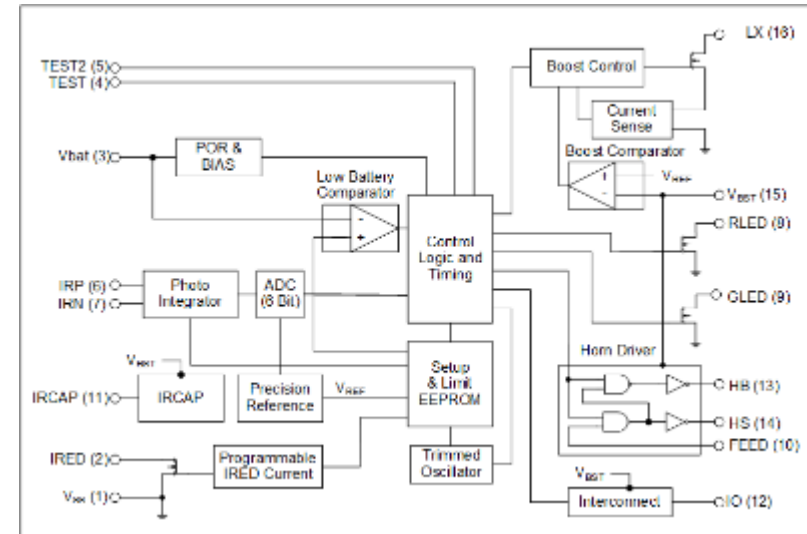 LX (16)
TEST2 (5)
TEST (4)
Boost Control
Current
Sense
Vbat (3)
POR &
BIAS
Boost Comparator
Low Battery
Comparator
+
-
VREF
VBST (15)
-
+
Control
Logic and
Timing
RLED (8)
IRP (6)
IRN (7)
Photo
Integrator
ADC
(6 Bit)
GLED (9)
Horn Driver
VBST
Setup
& Limit
EEPROM
IRCAP (11)
IRCAP
Precision
Reference
VREF
HB (13)
HS (14)
FEED (10)
IRED (2)
Programmable
IRED Current
Trimmed
Oscillator
VBST
VSS (1)
Interconnect
IO (12)